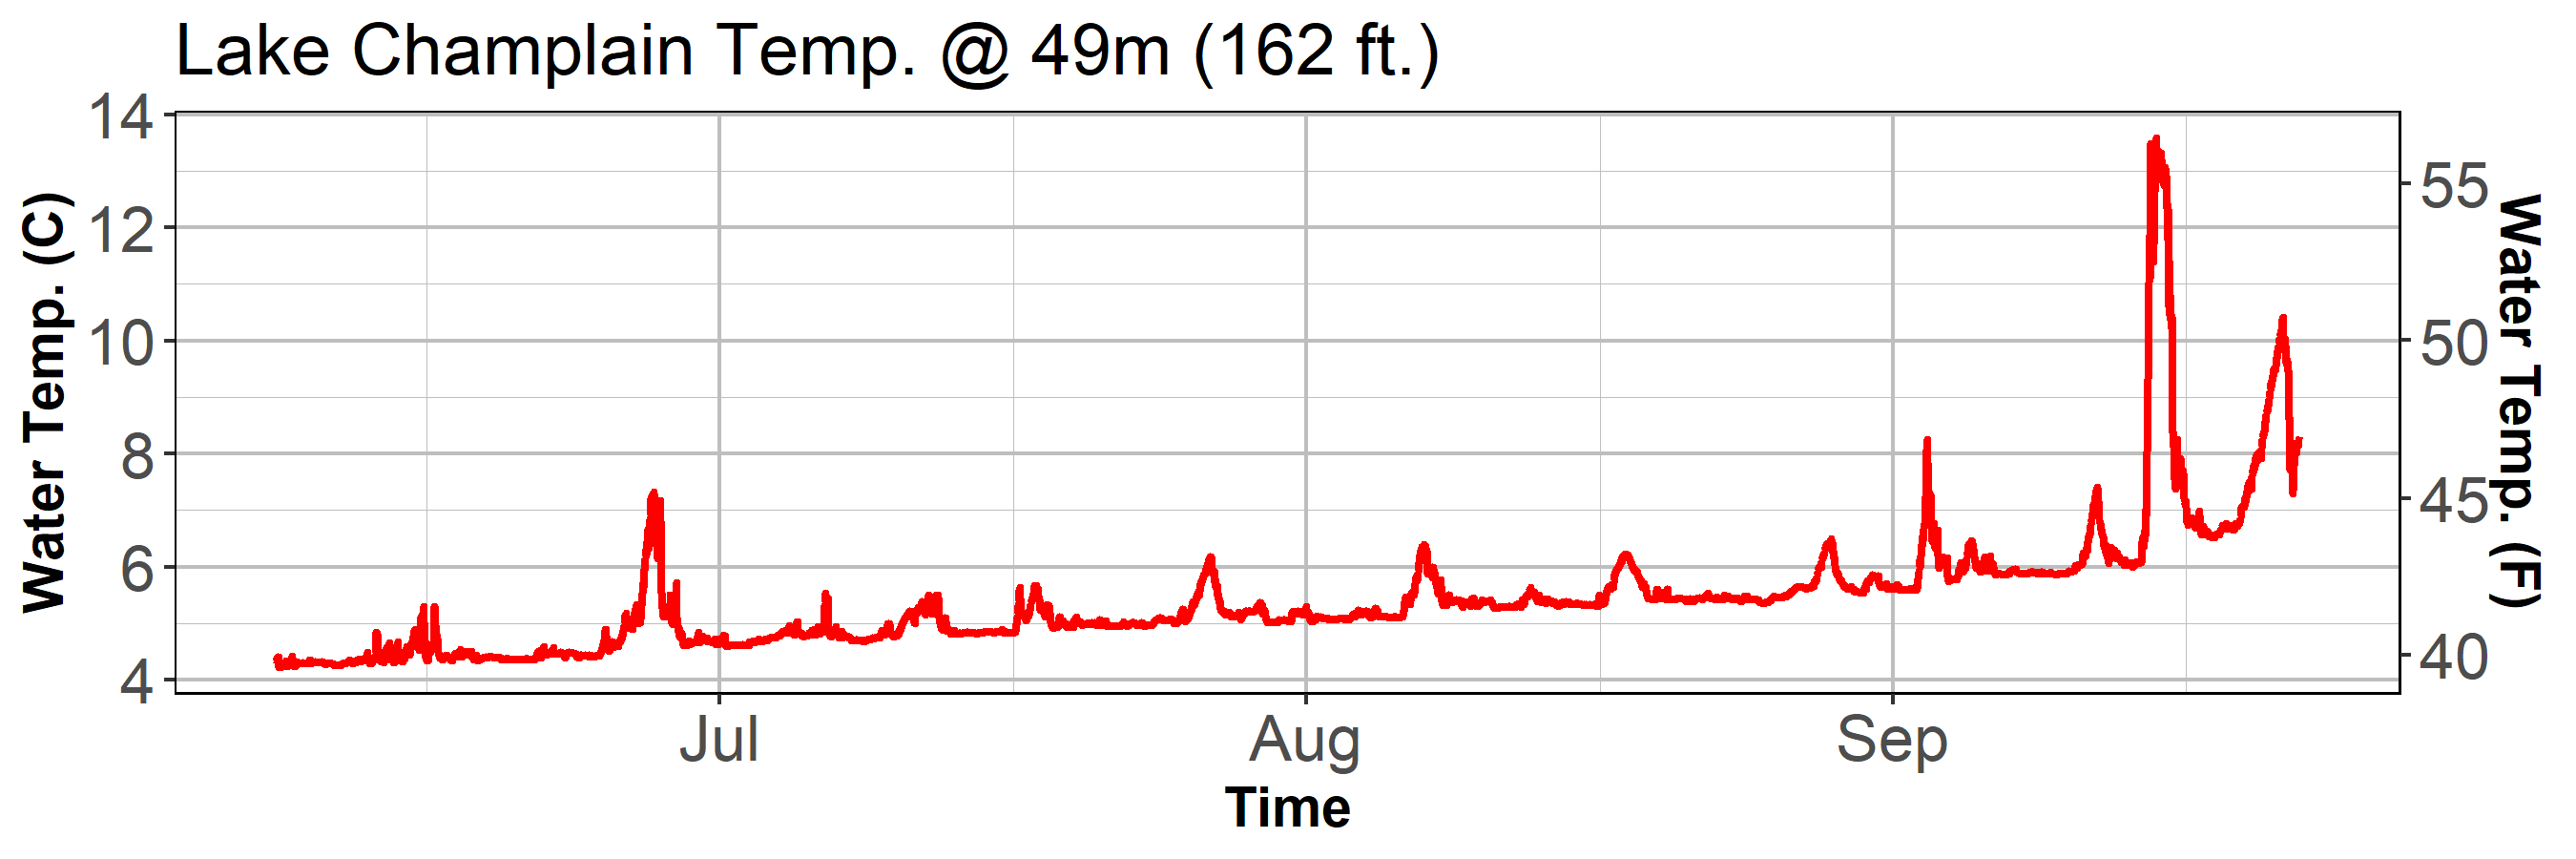 Lake Champlain Temp. @ 49m (162 ft.)
Water Temp. (C)
14
12
10
8
6
4
55
50
45
40
Water Temp. (F)
Jul Aug Sep
Time